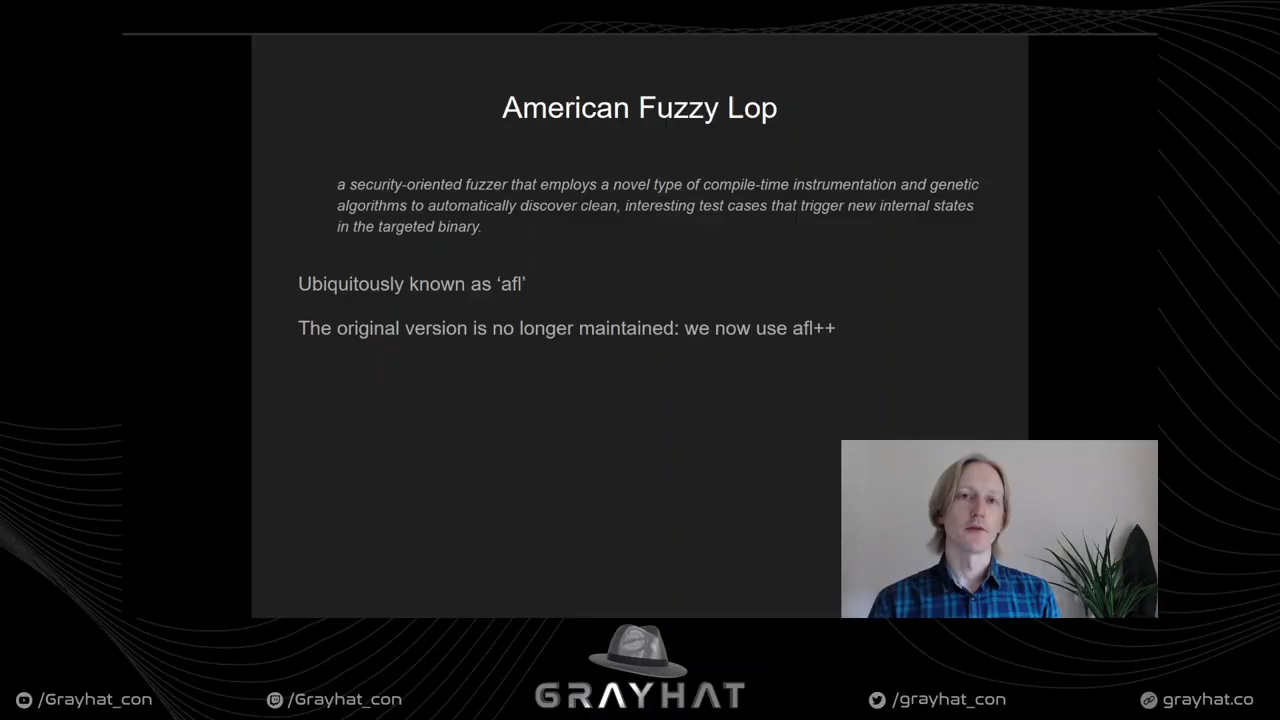 American Fuzzy Lop
a security-oriented fuzzer that employs a novel type of compile-time instrumentation and genetic
algorithms to automatically discover clean, interesting test cases that trigger new internal states
in the targeted binary.
Ubiquitously known as ‘afl’
The original version is no longer maintained: we now use afl++
GRAYHAT
/Grayhat_con
/grayhat_con
/grayhat_con
grayhat.co